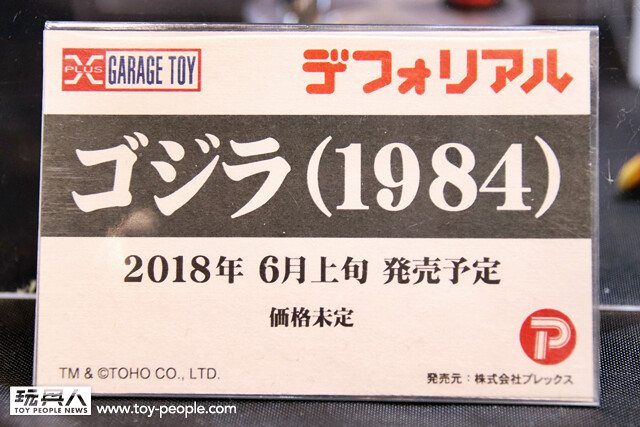 X PLUS GARAGE TOY デフォリアル
ゴジラ(1984)
2018年 6月上旬 発売予定
価格未定
P
TM & ©TOHO CO., LTD.
発売元：株式会社プレックス
玩具人
TOY PEOPLE NEWS
www.toy-people.com